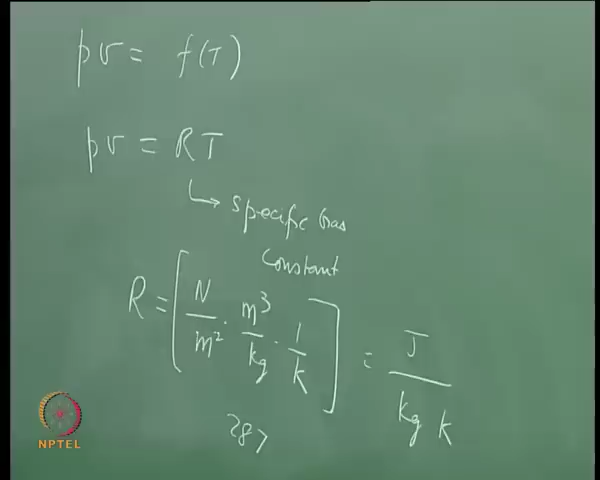 pv = f(T)
pv = RT
↳ specific Gas
constant
R = [N/m² · m³/kg · 1/k] = J/kg k
287
NPTEL